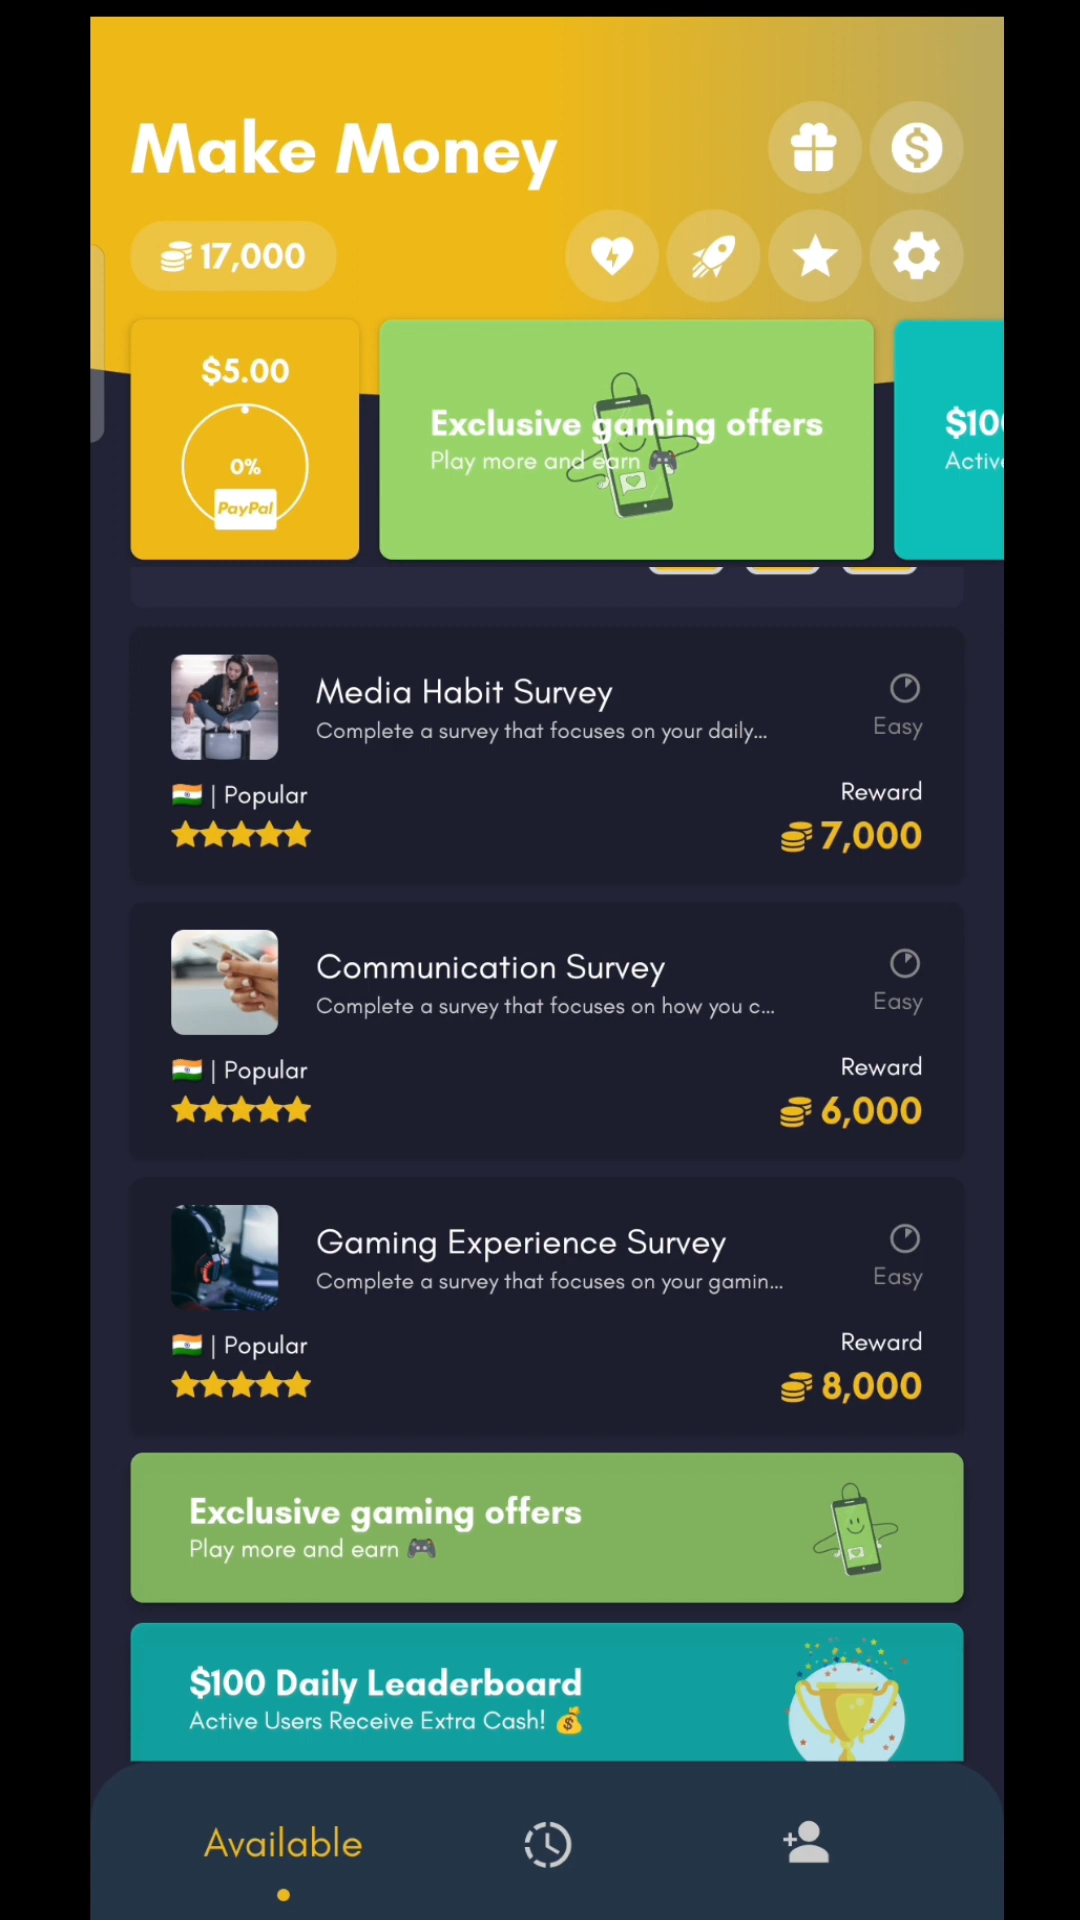 Make Money
17,000
$5.00
0%
PayPal
Exclusive gaming offers
Play more and earn 🎮
Media Habit Survey
Complete a survey that focuses on your daily...
Easy
🇮🇳 | Popular
Reward
7,000
Communication Survey
Complete a survey that focuses on how you c...
Easy
🇮🇳 | Popular
Reward
6,000
Gaming Experience Survey
Complete a survey that focuses on your gamin...
Easy
🇮🇳 | Popular
Reward
8,000
Exclusive gaming offers
Play more and earn 🎮
$100 Daily Leaderboard
Active Users Receive Extra Cash! 💰
Available